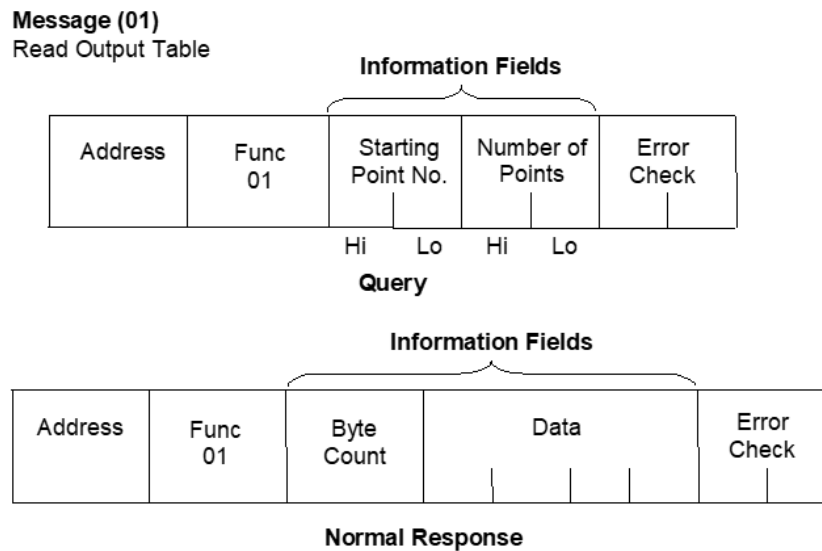 Message (01)
Read Output Table
Information Fields
Address
Func
01
Starting
Point No.
Number of
Points
Error
Check
Hi Lo Hi Lo
Query
Information Fields
Address
Func
01
Byte
Count
Data
Error
Check
Normal Response